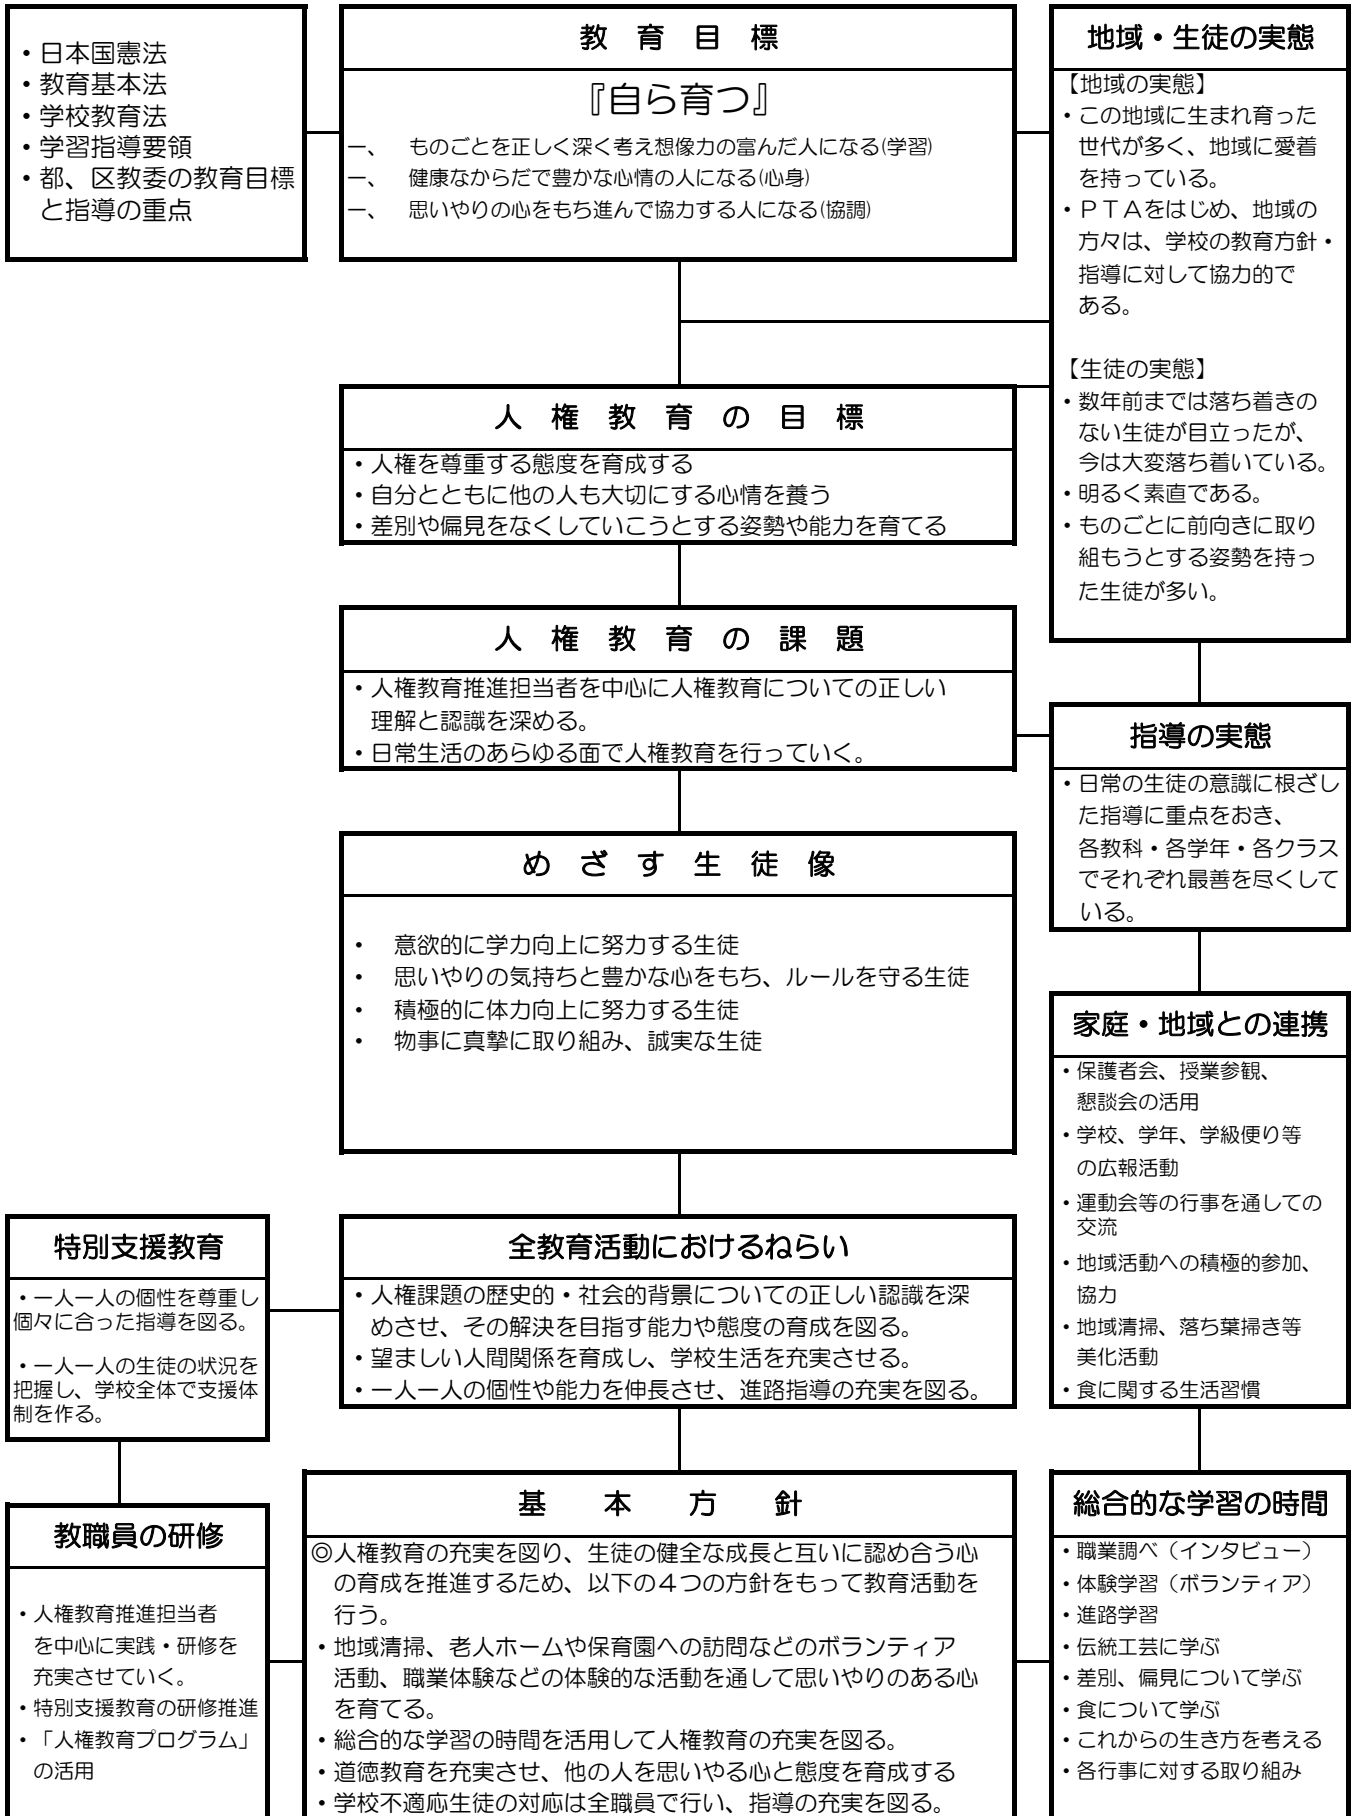 ・日本国憲法
・教育基本法
・学校教育法
・学習指導要領
・都、区教委の教育目標
と指導の重点
教 育 目 標
『自ら育つ』
一、 ものごとを正しく深く考え想像力の富んだ人になる(学習)
一、 健康なからだで豊かな心情の人になる(心身)
一、 思いやりの心をもち進んで協力する人になる(協調)
地域・生徒の実態
【地域の実態】
・この地域に生まれ育った
世代が多く、地域に愛着
を持っている。
・ＰＴＡをはじめ、地域の
方々は、学校の教育方針・
指導に対して協力的で
ある。
【生徒の実態】
・数年前までは落ち着きの
ない生徒が目立ったが、
今は大変落ち着いている。
・明るく素直である。
・ものごとに前向きに取り
組もうとする姿勢を持っ
た生徒が多い。
人 権 教 育 の 目 標
・人権を尊重する態度を育成する
・自分とともに他の人も大切にする心情を養う
・差別や偏見をなくしていこうとする姿勢や能力を育てる
人 権 教 育 の 課 題
・人権教育推進担当者を中心に人権教育についての正しい
理解と認識を深める。
・日常生活のあらゆる面で人権教育を行っていく。
指導の実態
・日常の生徒の意識に根ざし
た指導に重点をおき、
各教科・各学年・各クラス
でそれぞれ最善を尽くして
いる。
め ざ す 生 徒 像
・ 意欲的に学力向上に努力する生徒
・ 思いやりの気持ちと豊かな心をもち、ルールを守る生徒
・ 積極的に体力向上に努力する生徒
・ 物事に真摯に取り組み、誠実な生徒
家庭・地域との連携
・保護者会、授業参観、
懇談会の活用
・学校、学年、学級便り等
の広報活動
・運動会等の行事を通しての
交流
・地域活動への積極的参加、
協力
・地域清掃、落ち葉掃き等
美化活動
・食に関する生活習慣
特別支援教育
・一人一人の個性を尊重し
個々に合った指導を図る。
・一人一人の生徒の状況を
把握し、学校全体で支援体
制を作る。
全教育活動におけるねらい
・人権課題の歴史的・社会的背景についての正しい認識を深
めさせ、その解決を目指す能力や態度の育成を図る。
・望ましい人間関係を育成し、学校生活を充実させる。
・一人一人の個性や能力を伸長させ、進路指導の充実を図る。
教職員の研修
・人権教育推進担当者
を中心に実践・研修を
充実させていく。
・特別支援教育の研修推進
・「人権教育プログラム」
の活用
基 本 方 針
◎人権教育の充実を図り、生徒の健全な成長と互いに認め合う心
の育成を推進するため、以下の４つの方針をもって教育活動を
行う。
・地域清掃、老人ホームや保育園への訪問などのボランティア
活動、職業体験などの体験的な活動を通して思いやりのある心
を育てる。
・総合的な学習の時間を活用して人権教育の充実を図る。
・道徳教育を充実させ、他の人を思いやる心と態度を育成する
・学校不適応生徒の対応は全職員で行い、指導の充実を図る。
総合的な学習の時間
・職業調べ（インタビュー）
・体験学習（ボランティア）
・進路学習
・伝統工芸に学ぶ
・差別、偏見について学ぶ
・食について学ぶ
・これからの生き方を考える
・各行事に対する取り組み